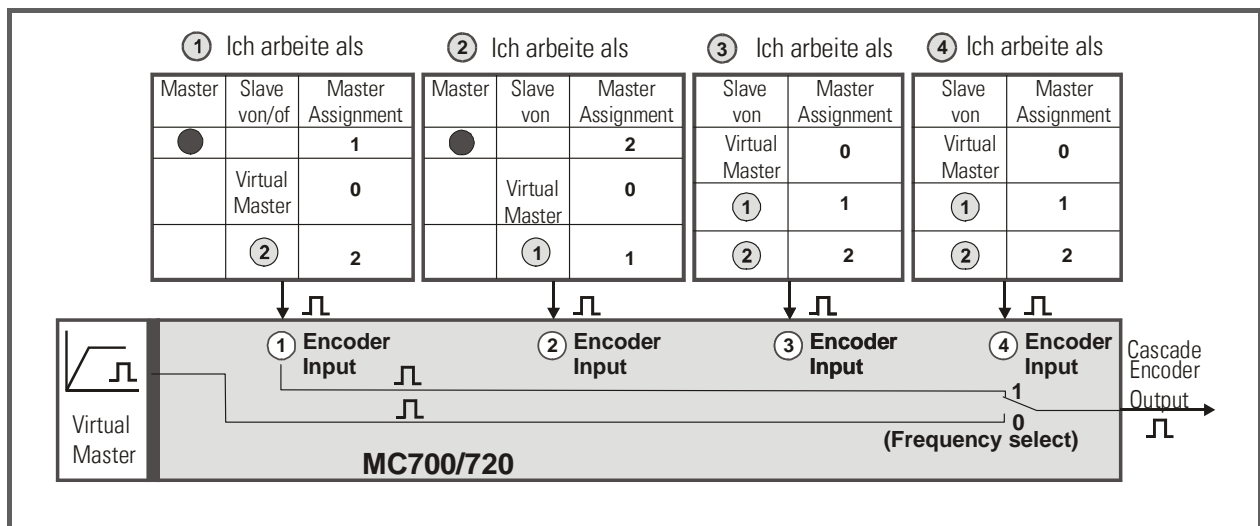 1 Ich arbeite als
Master Slave von/of Master Assignment
1
Virtual Master 0
2 2
2 Ich arbeite als
Master Slave von Master Assignment
2
Virtual Master 0
1 1
3 Ich arbeite als
Slave von Master Assignment
Virtual Master 0
1 1
2 2
4 Ich arbeite als
Slave von Master Assignment
Virtual Master 0
1 1
2 2
1 Encoder Input
2 Encoder Input
3 Encoder Input
4 Encoder Input
Virtual Master
1
0
(Frequency select)
MC700/720
Cascade
Encoder
Output